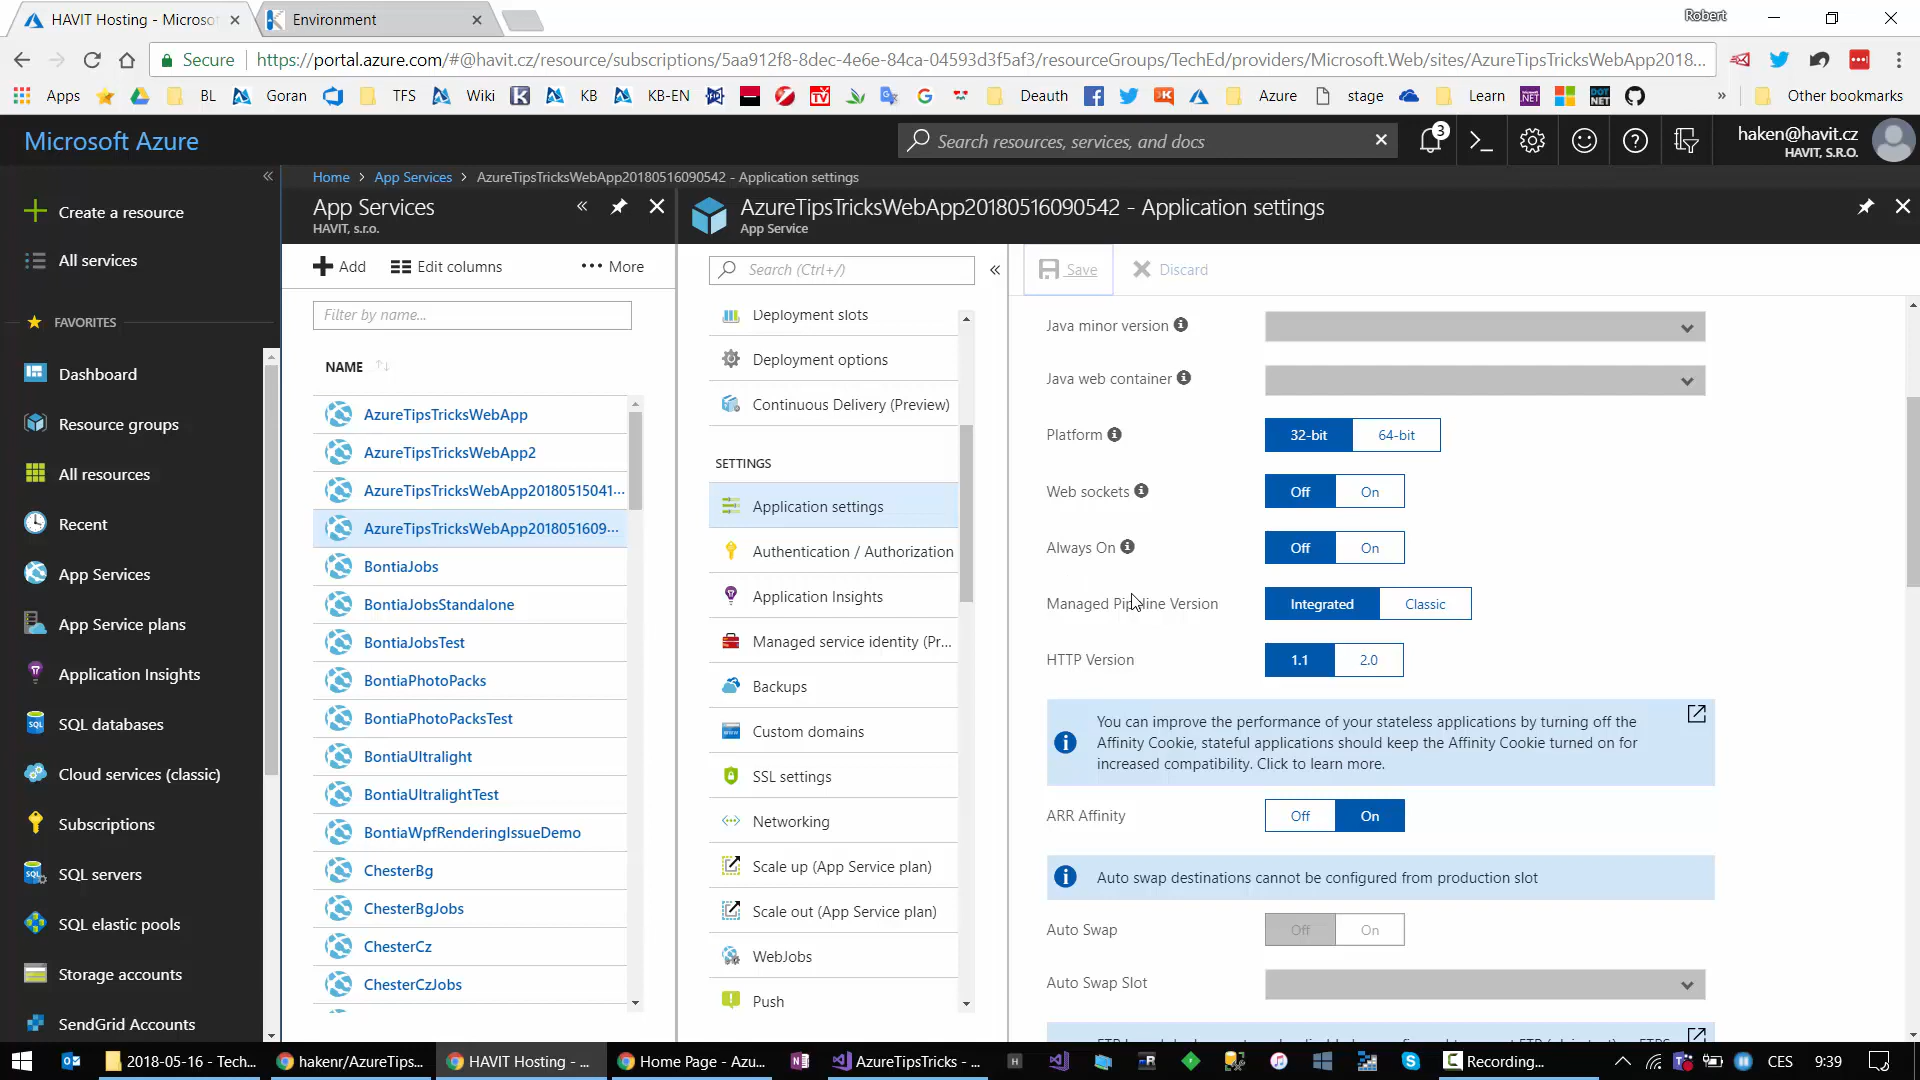 HAVIT Hosting - Microso
Environment
Robert
Secure
https://portal.azure.com/#@havit.cz/resource/subscriptions/5aa912f8-8dec-4e6e-84ca-04593d3f5af3/resourceGroups/TechEd/providers/Microsoft.Web/sites/AzureTipsTricksWebApp2018...
Apps BL Goran TFS Wiki KB KB-EN Deauth Azure stage Learn » Other bookmarks
Microsoft Azure
Search resources, services, and docs
3
haken@havit.cz
HAVIT, S.R.O.
Home > App Services > AzureTipsTricksWebApp20180516090542 - Application settings
Create a resource
All services
FAVORITES
Dashboard
Resource groups
All resources
Recent
App Services
App Service plans
Application Insights
SQL databases
Cloud services (classic)
Subscriptions
SQL servers
SQL elastic pools
Storage accounts
SendGrid Accounts
App Services
HAVIT, s.r.o.
Add Edit columns More
Filter by name...
NAME
AzureTipsTricksWebApp
AzureTipsTricksWebApp2
AzureTipsTricksWebApp20180515041...
AzureTipsTricksWebApp2018051609...
BontiaJobs
BontiaJobsStandalone
BontiaJobsTest
BontiaPhotoPacks
BontiaPhotoPacksTest
BontiaUltralight
BontiaUltralightTest
BontiaWpfRenderingIssueDemo
ChesterBg
ChesterBgJobs
ChesterCz
ChesterCzJobs
AzureTipsTricksWebApp20180516090542 - Application settings
App Service
Search (Ctrl+/)
Deployment slots
Deployment options
Continuous Delivery (Preview)
SETTINGS
Application settings
Authentication / Authorization
Application Insights
Managed service identity (Pr...
Backups
Custom domains
SSL settings
Networking
Scale up (App Service plan)
Scale out (App Service plan)
WebJobs
Push
Save Discard
Java minor version
Java web container
Platform 32-bit 64-bit
Web sockets Off On
Always On Off On
Managed Pipeline Version Integrated Classic
HTTP Version 1.1 2.0
You can improve the performance of your stateless applications by turning off the
Affinity Cookie, stateful applications should keep the Affinity Cookie turned on for
increased compatibility. Click to learn more.
ARR Affinity Off On
Auto swap destinations cannot be configured from production slot
Auto Swap Off On
Auto Swap Slot
2018-05-16 - Tech... hakenr/AzureTips... HAVIT Hosting - ... Home Page - Azu... AzureTipsTricks - ... Recording... CES 9:39